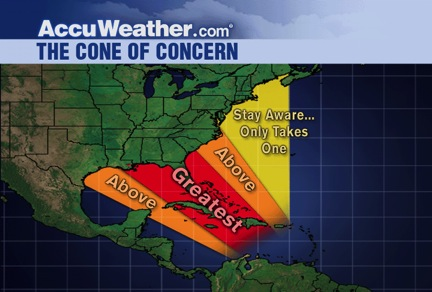 AccuWeather.com®
THE CONE OF CONCERN
Stay Aware...
Only Takes
One
Above
Greatest
Above